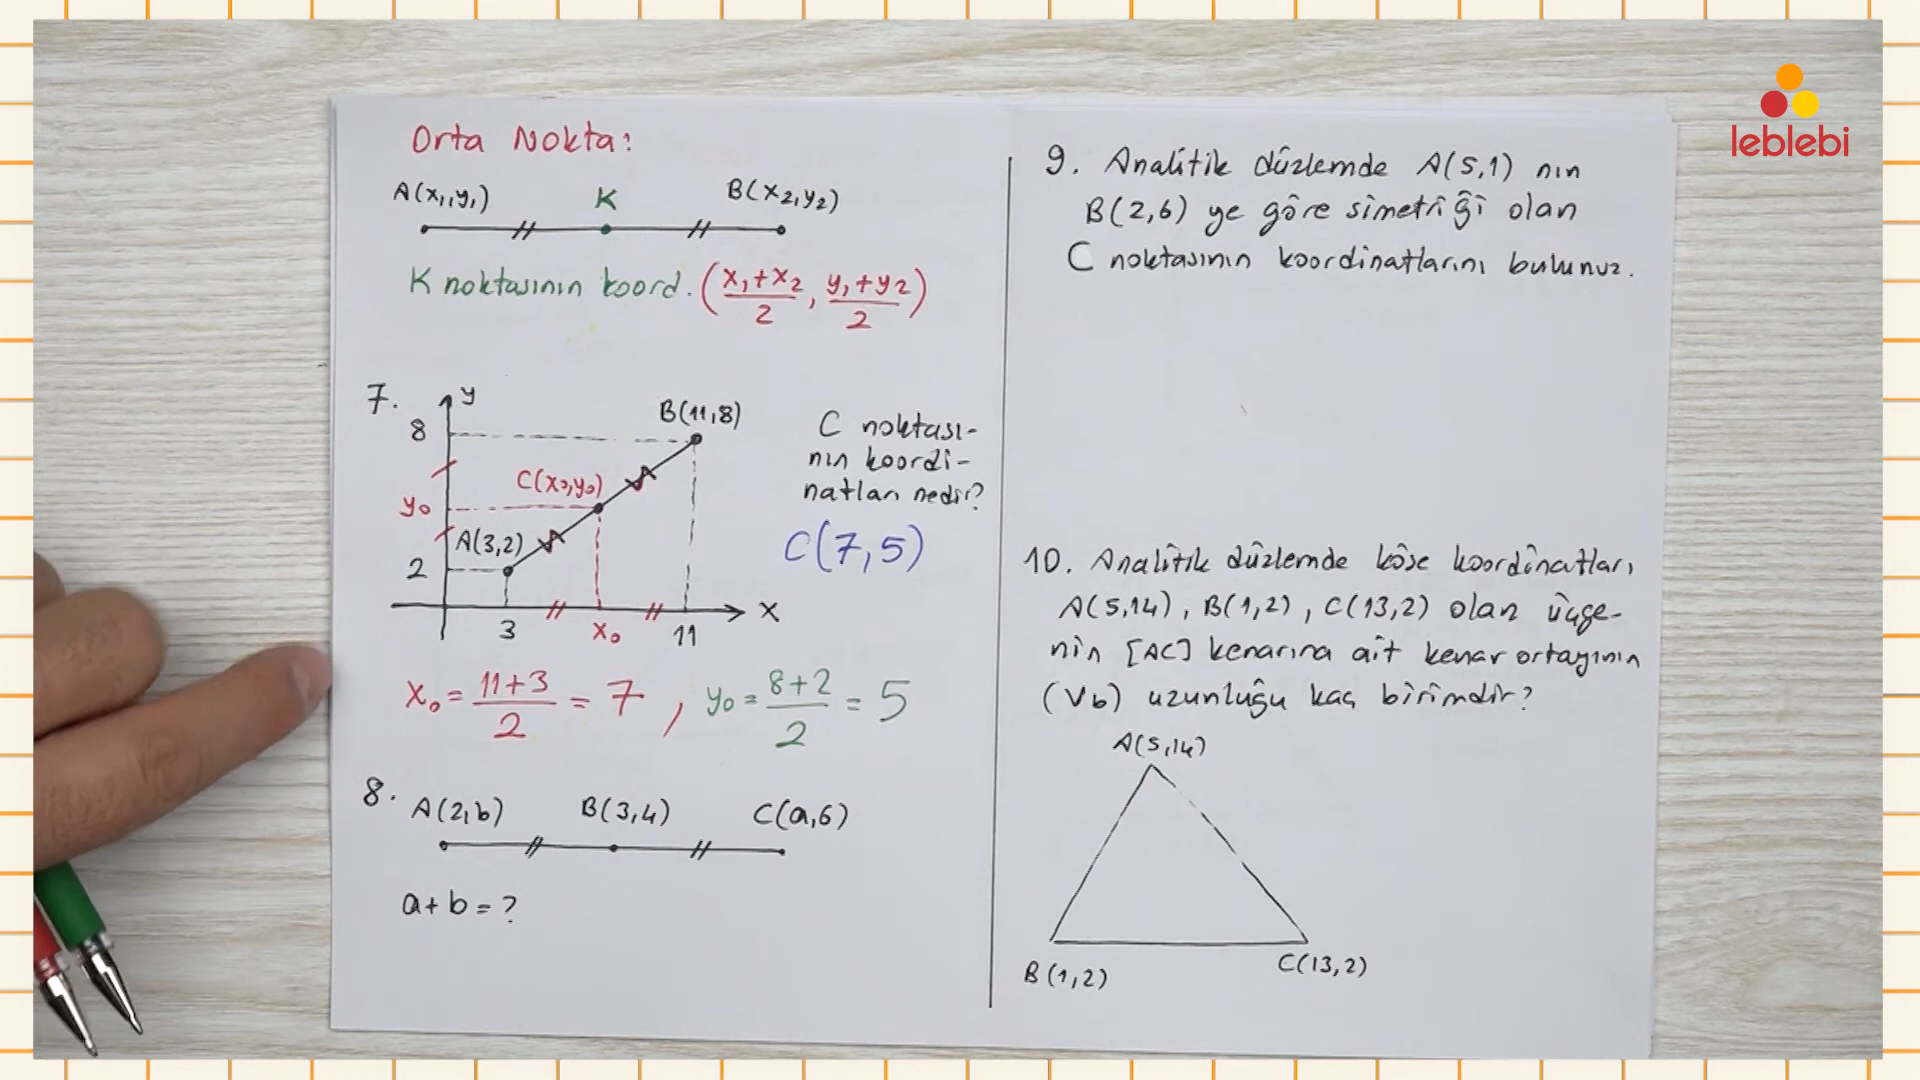 leblebi
Orta Nokta:
A(x₁,y₁) K B(x₂,y₂)
K noktasının koord. (x₁+x₂/2, y₁+y₂/2)
7.
y
8
B(11,8)
C(x₀,y₀)
y₀
A(3,2)
2
3 x₀ 11 x
C noktası-
nın koordi-
natları nedir?
C(7,5)
x₀ = 11+3/2 = 7 , y₀ = 8+2/2 = 5
8. A(2,b) B(3,4) C(a,6)
a+b = ?
9. Analitik düzlemde A(5,1) nın
B(2,6) ye göre simetriği olan
C noktasının koordinatlarını bulunuz.
10. Analitik düzlemde köşe koordinatları
A(5,14), B(1,2), C(13,2) olan üçge-
nin [AC] kenarına ait kenarortayının
(Vb) uzunluğu kaç birimdir?
A(5,14)
B(1,2)
C(13,2)